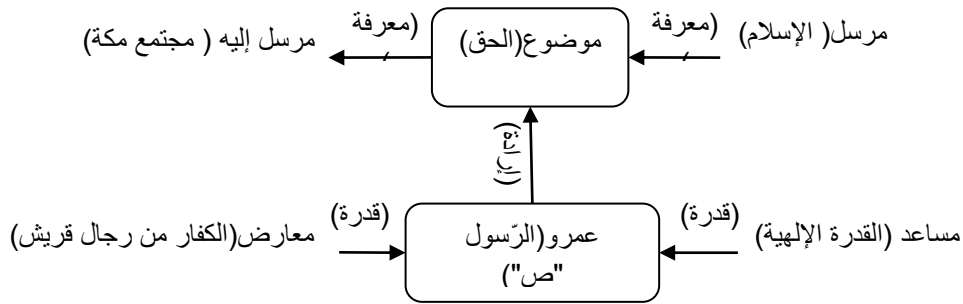 مرسل( الإسلام)
(معرفة
موضوع(الحق)
(معرفة
مرسل إليه ( مجتمع مكة)
(إرادة)
مساعد (القدرة الإلهية)
(قدرة)
عمرو(الرّسول
"ص")
(قدرة)
معارض(الكفار من رجال قريش)